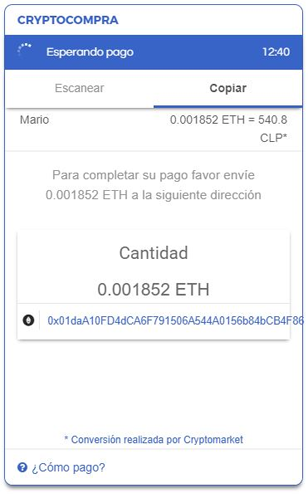 CRYPTOCOMPRA
Esperando pago 12:40
Escanear Copiar
Mario 0.001852 ETH = 540.8
CLP*
Para completar su pago favor envíe
0.001852 ETH a la siguiente dirección
Cantidad
0.001852 ETH
0x01daA10FD4dCA6F791506A544A0156b84bCB4F86
* Conversión realizada por Cryptomarket
¿Cómo pago?